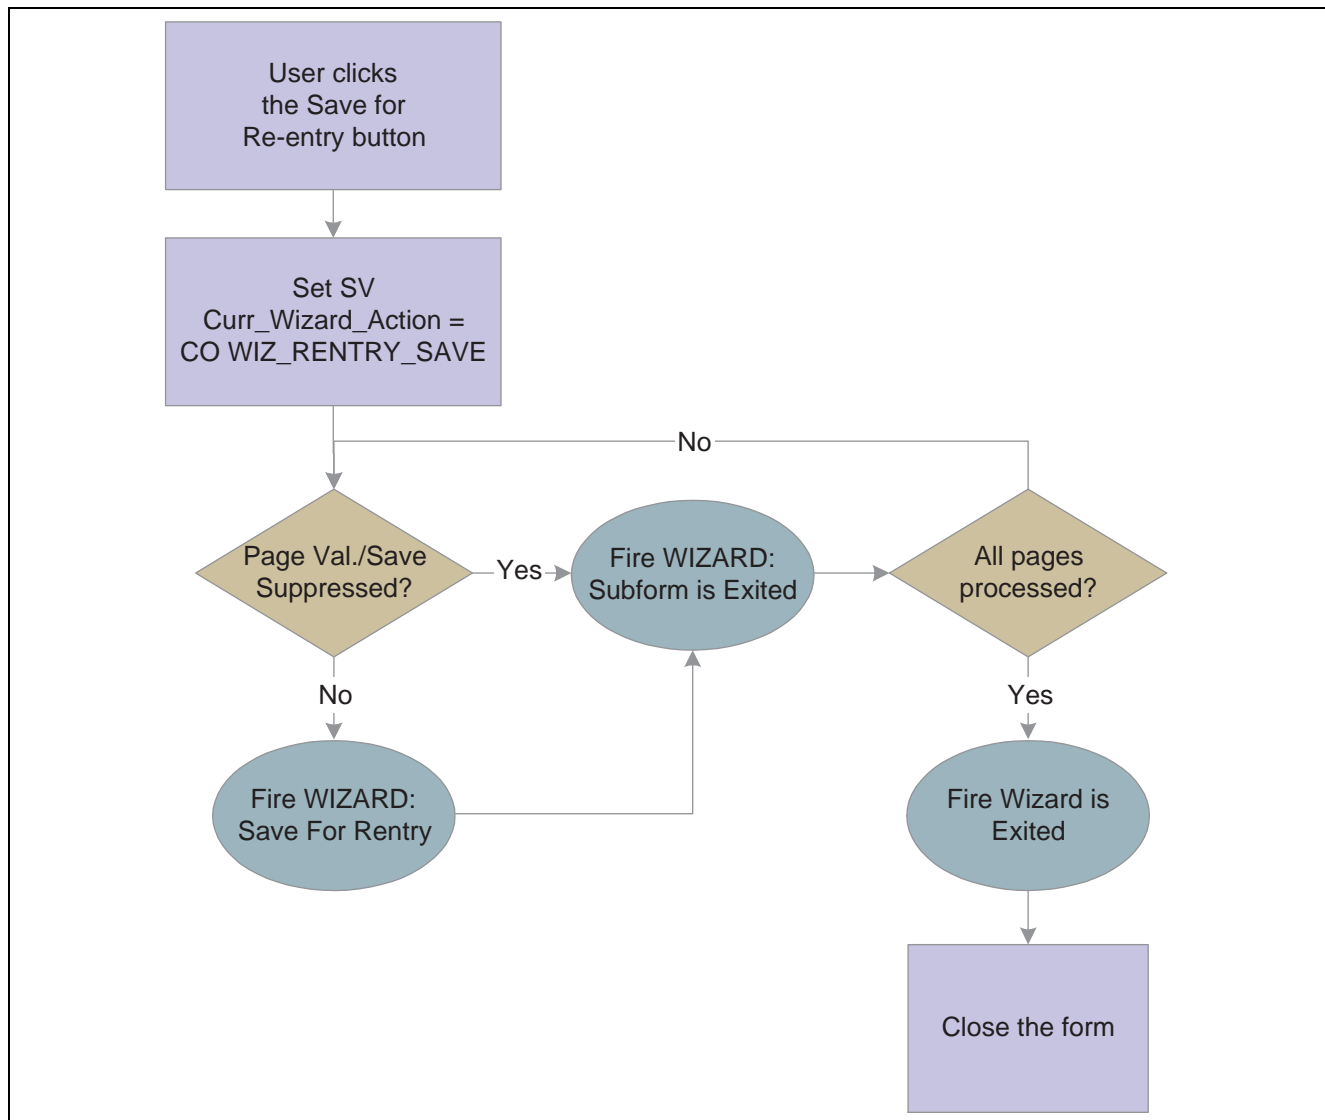 User clicks
the Save for
Re-entry button
Set SV
Curr_Wizard_Action =
CO WIZ_RENTRY_SAVE
No
Page Val./Save
Suppressed?
Yes
Fire WIZARD:
Subform is Exited
All pages
processed?
No
Yes
Fire WIZARD:
Save For Rentry
Fire Wizard is
Exited
Close the form